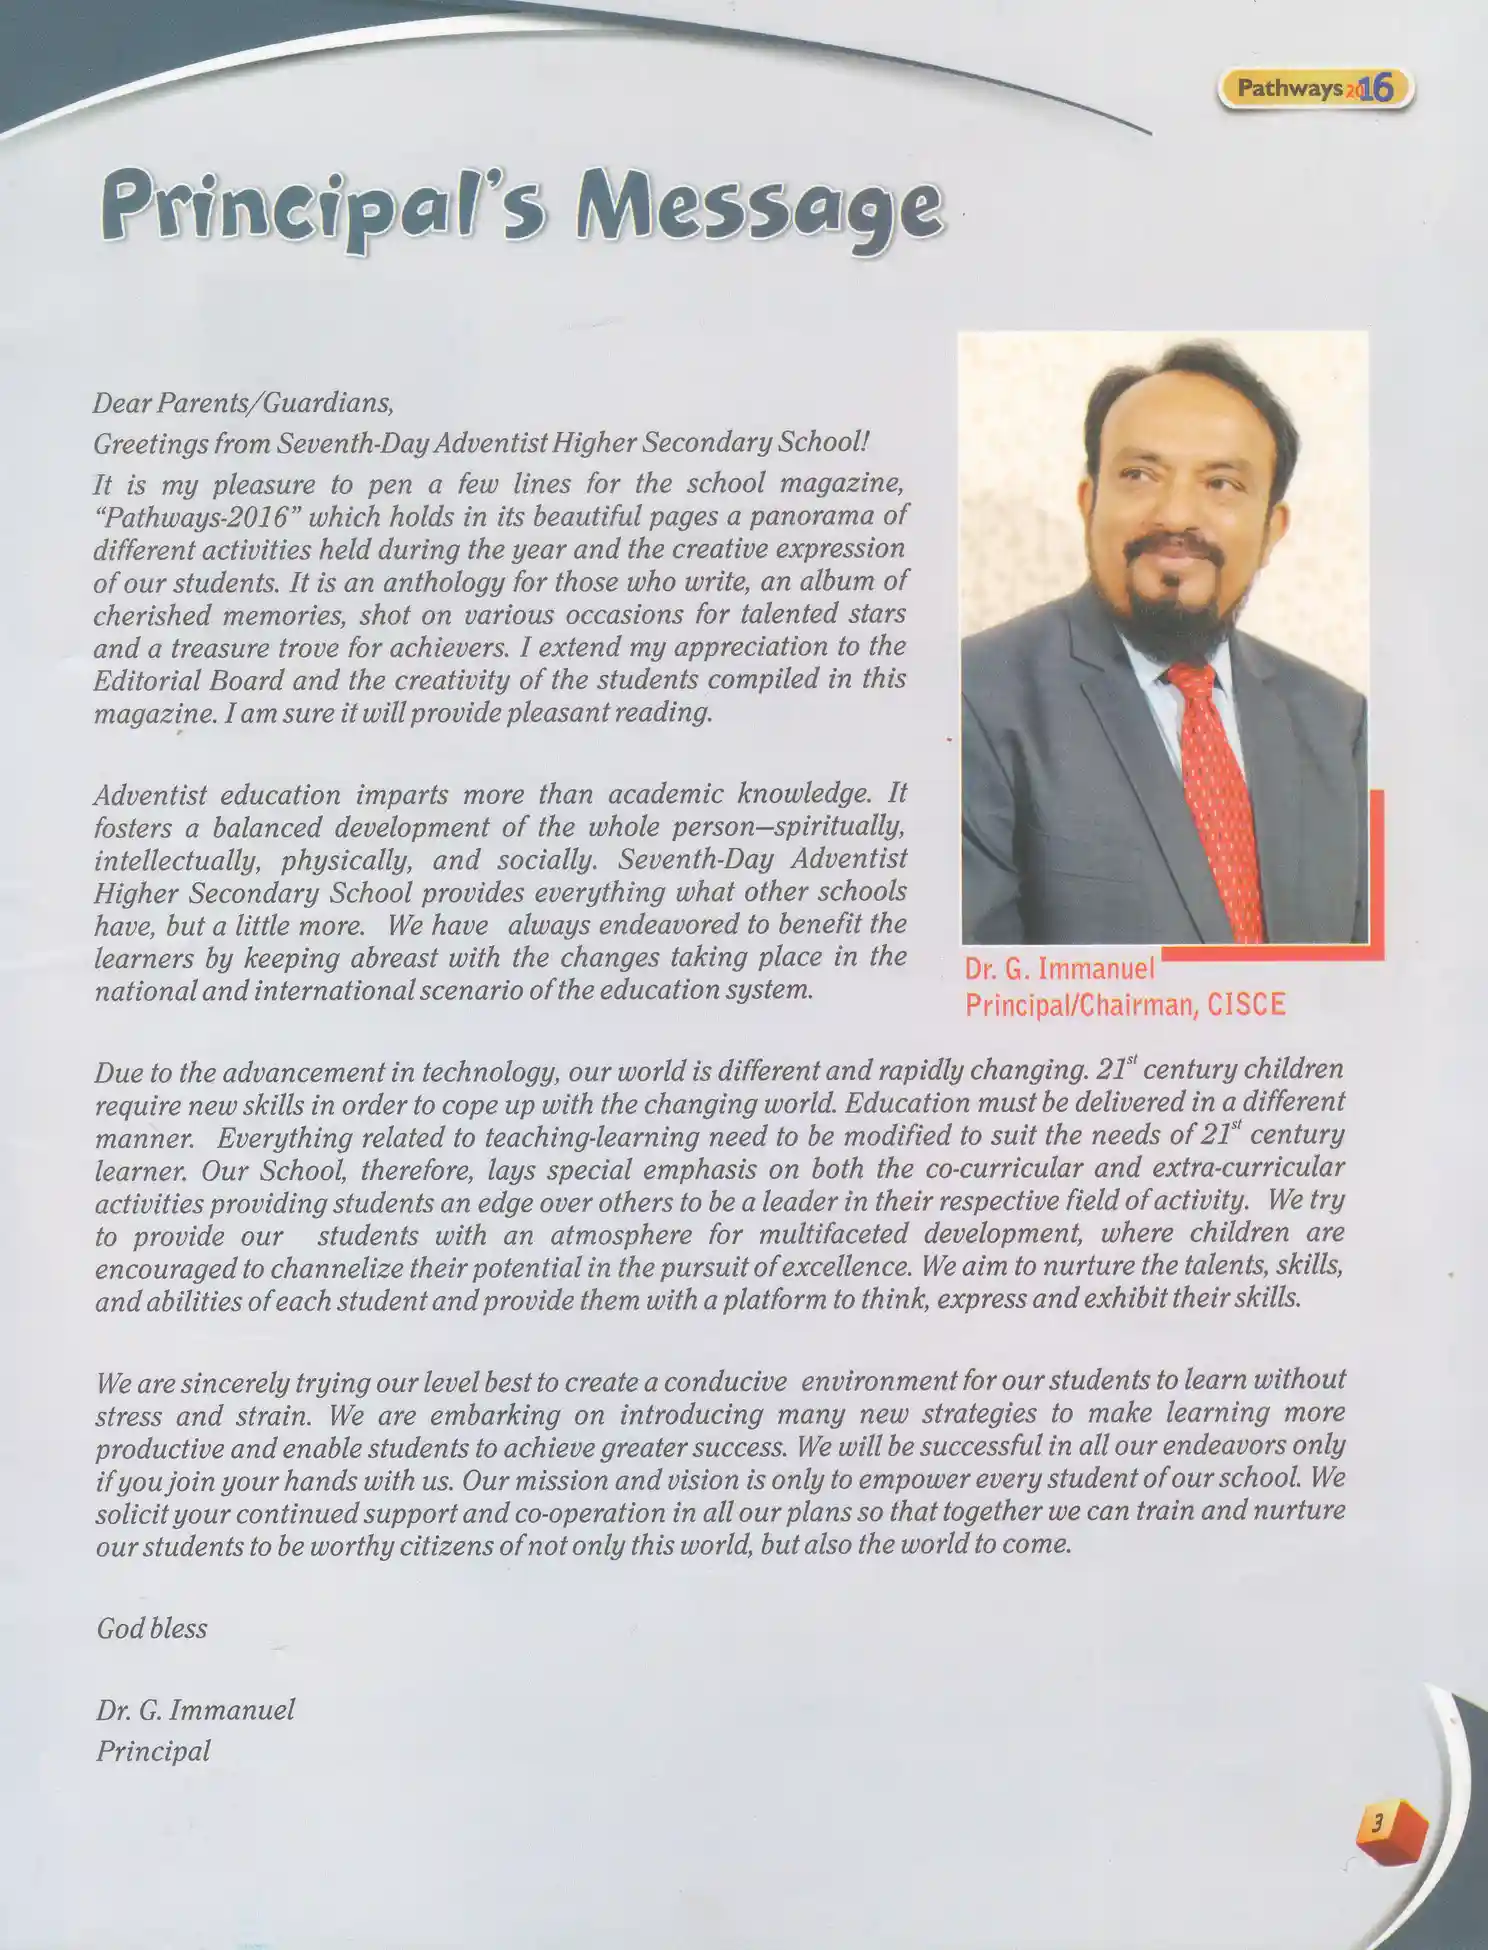 Pathways 2016
Principal's Message
Dear Parents/Guardians,
Greetings from Seventh-Day Adventist Higher Secondary School!
It is my pleasure to pen a few lines for the school magazine,
“Pathways-2016” which holds in its beautiful pages a panorama of
different activities held during the year and the creative expression
of our students. It is an anthology for those who write, an album of
cherished memories, shot on various occasions for talented stars
and a treasure trove for achievers. I extend my appreciation to the
Editorial Board and the creativity of the students compiled in this
magazine. I am sure it will provide pleasant reading.
Adventist education imparts more than academic knowledge. It
fosters a balanced development of the whole person—spiritually,
intellectually, physically, and socially. Seventh-Day Adventist
Higher Secondary School provides everything what other schools
have, but a little more. We have always endeavored to benefit the
learners by keeping abreast with the changes taking place in the
national and international scenario of the education system.
Dr. G. Immanuel
Principal/Chairman, CISCE
Due to the advancement in technology, our world is different and rapidly changing. 21st century children
require new skills in order to cope up with the changing world. Education must be delivered in a different
manner. Everything related to teaching-learning need to be modified to suit the needs of 21st century
learner. Our School, therefore, lays special emphasis on both the co-curricular and extra-curricular
activities providing students an edge over others to be a leader in their respective field of activity. We try
to provide our students with an atmosphere for multifaceted development, where children are
encouraged to channelize their potential in the pursuit of excellence. We aim to nurture the talents, skills,
and abilities of each student and provide them with a platform to think, express and exhibit their skills.
We are sincerely trying our level best to create a conducive environment for our students to learn without
stress and strain. We are embarking on introducing many new strategies to make learning more
productive and enable students to achieve greater success. We will be successful in all our endeavors only
if you join your hands with us. Our mission and vision is only to empower every student of our school. We
solicit your continued support and co-operation in all our plans so that together we can train and nurture
our students to be worthy citizens of not only this world, but also the world to come.
God bless
Dr. G. Immanuel
Principal
3